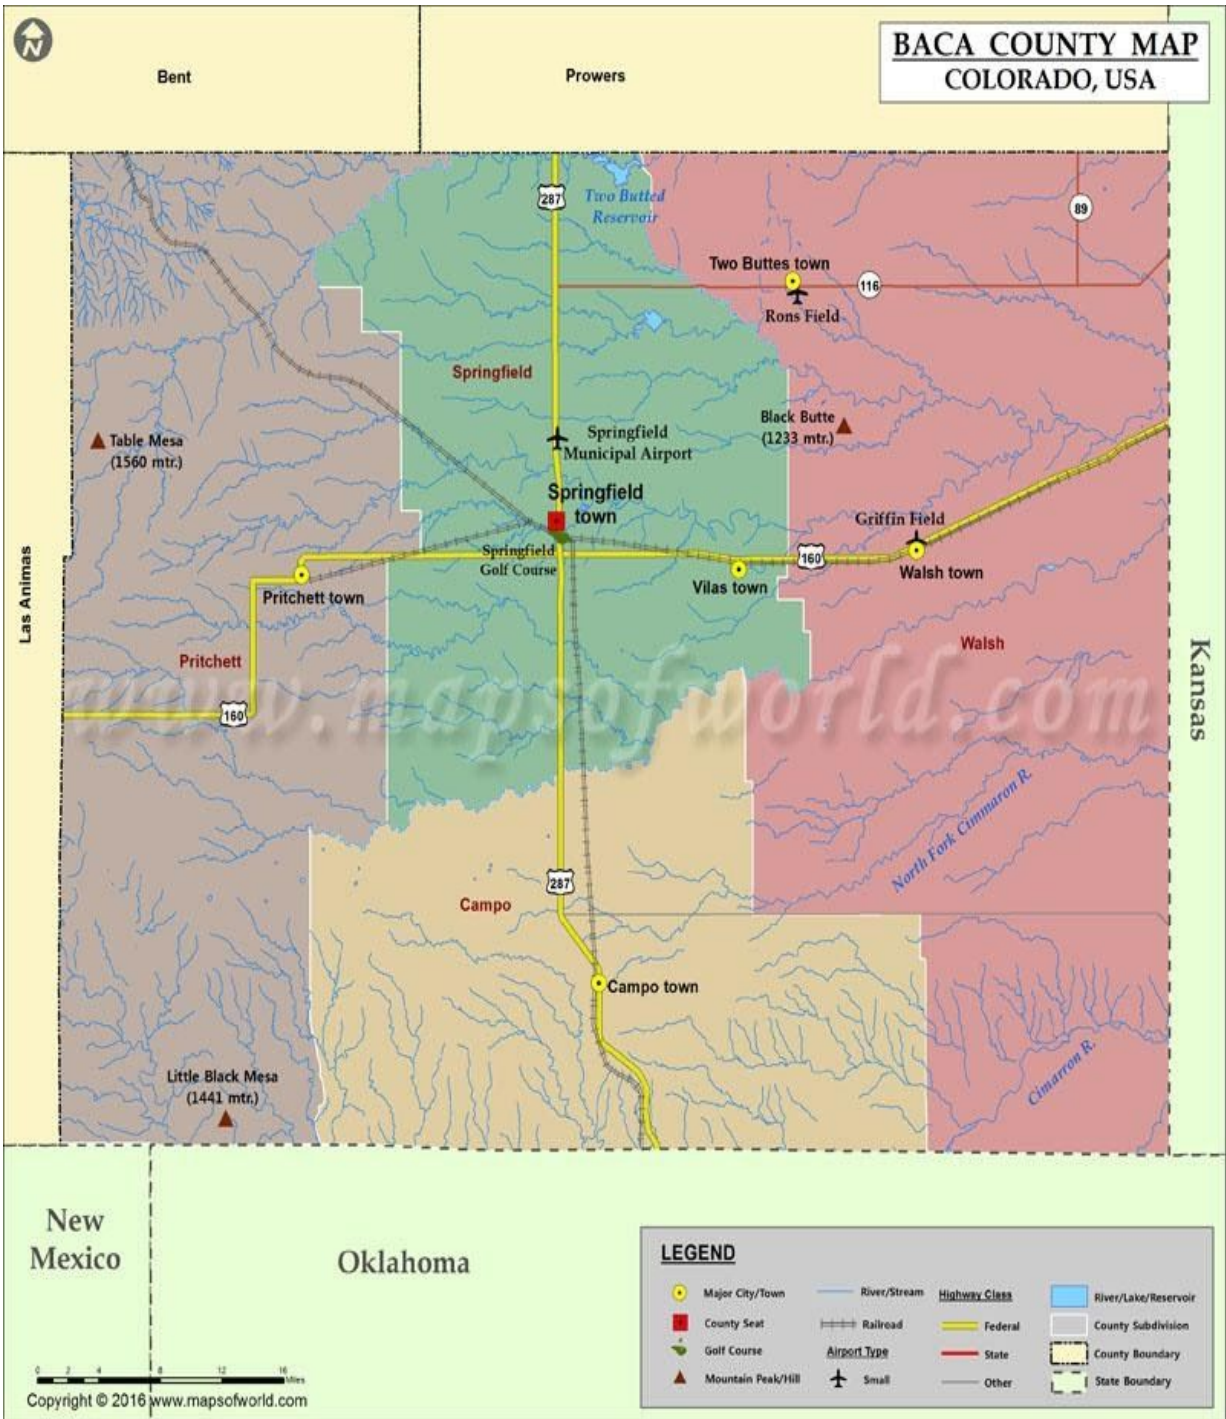 N
BACA COUNTY MAP
COLORADO, USA
Bent
Prowers
287
Two Butted
Reservoir
89
Two Buttes town
116
Rons Field
Springfield
Black Butte
(1233 mtr.)
Table Mesa
(1560 mtr.)
Springfield
Municipal Airport
Springfield
town
Griffin Field
Springfield
Golf Course
160
Walsh town
Vilas town
Pritchett town
Las Animas
Pritchett
Walsh
Kansas
www.mapsofworld.com
160
North Fork Cimmaron R.
287
Campo
Campo town
Cimarron R.
Little Black Mesa
(1441 mtr.)
New
Mexico
Oklahoma
LEGEND
Major City/Town
River/Stream
Highway Class
River/Lake/Reservoir
County Seat
Railroad
Federal
County Subdivision
Golf Course
Airport Type
State
County Boundary
Mountain Peak/Hill
Small
Other
State Boundary
0 2 4 8 12 16
Miles
Copyright © 2016 www.mapsofworld.com